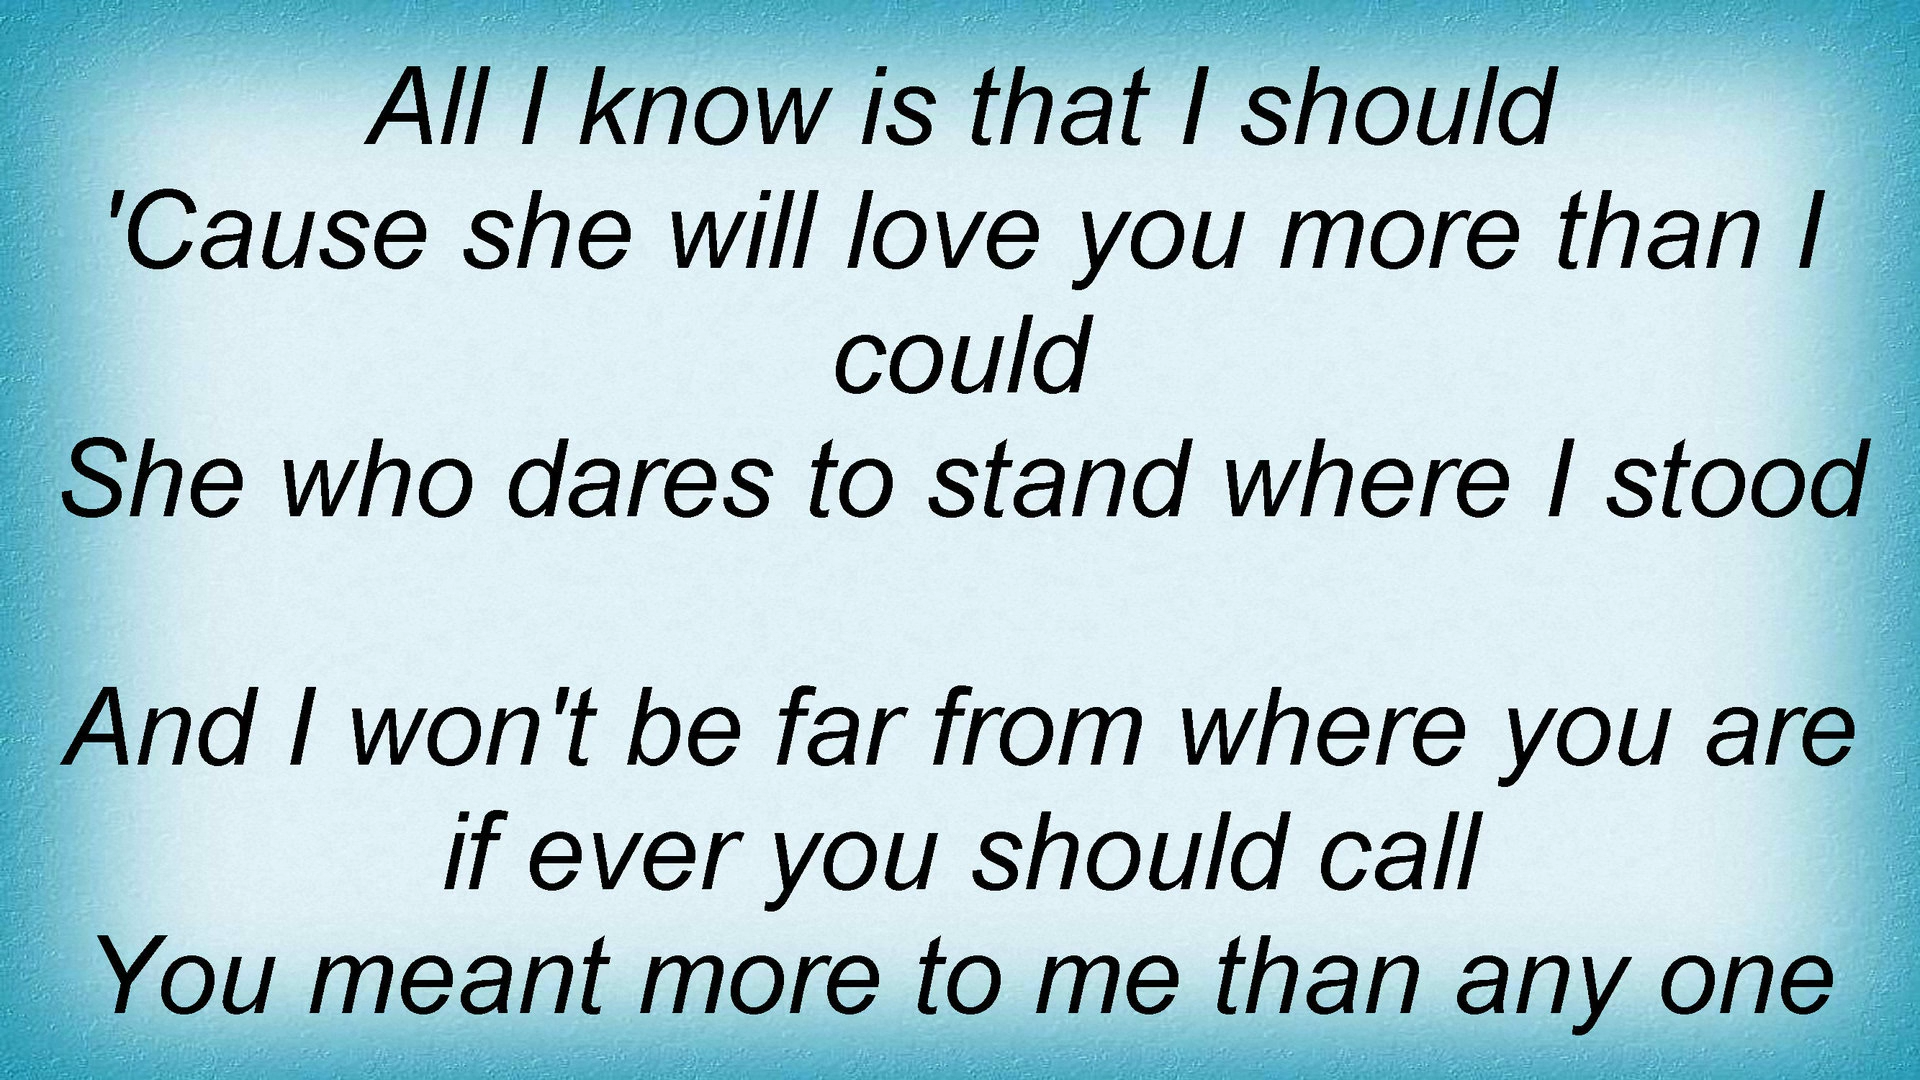 All I know is that I should
'Cause she will love you more than I
could
She who dares to stand where I stood

And I won't be far from where you are
if ever you should call
You meant more to me than any one